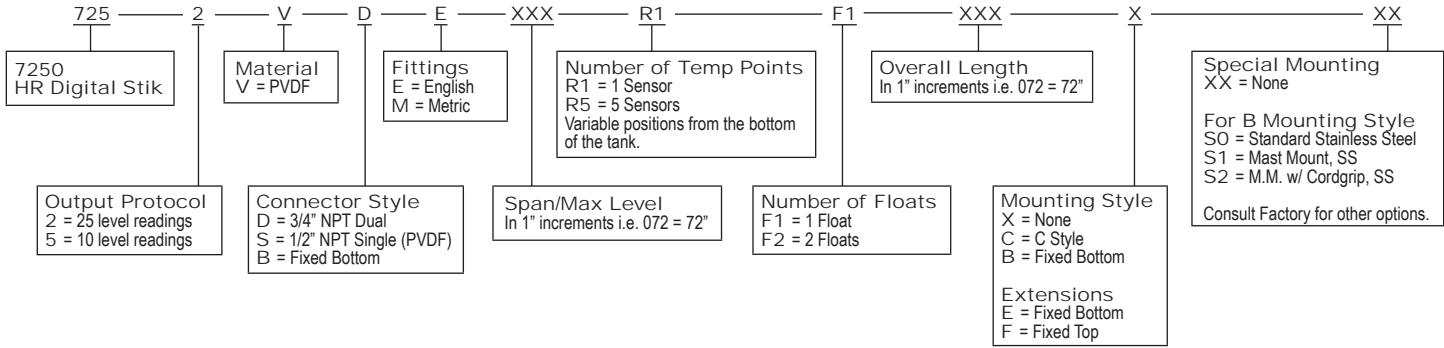 725 2 V D E XXX R1 F1 XXX X XX
7250
HR Digital Stik
Material
V = PVDF
Fittings
E = English
M = Metric
Number of Temp Points
R1 = 1 Sensor
R5 = 5 Sensors
Variable positions from the bottom
of the tank.
Overall Length
In 1” increments i.e. 072 = 72”
Special Mounting
XX = None
For B Mounting Style
S0 = Standard Stainless Steel
S1 = Mast Mount, SS
S2 = M.M. w/ Cordgrip, SS
Consult Factory for other options.
Output Protocol
2 = 25 level readings
5 = 10 level readings
Connector Style
D = 3/4” NPT Dual
S = 1/2” NPT Single (PVDF)
B = Fixed Bottom
Span/Max Level
In 1” increments i.e. 072 = 72”
Number of Floats
F1 = 1 Float
F2 = 2 Floats
Mounting Style
X = None
C = C Style
B = Fixed Bottom
Extensions
E = Fixed Bottom
F = Fixed Top